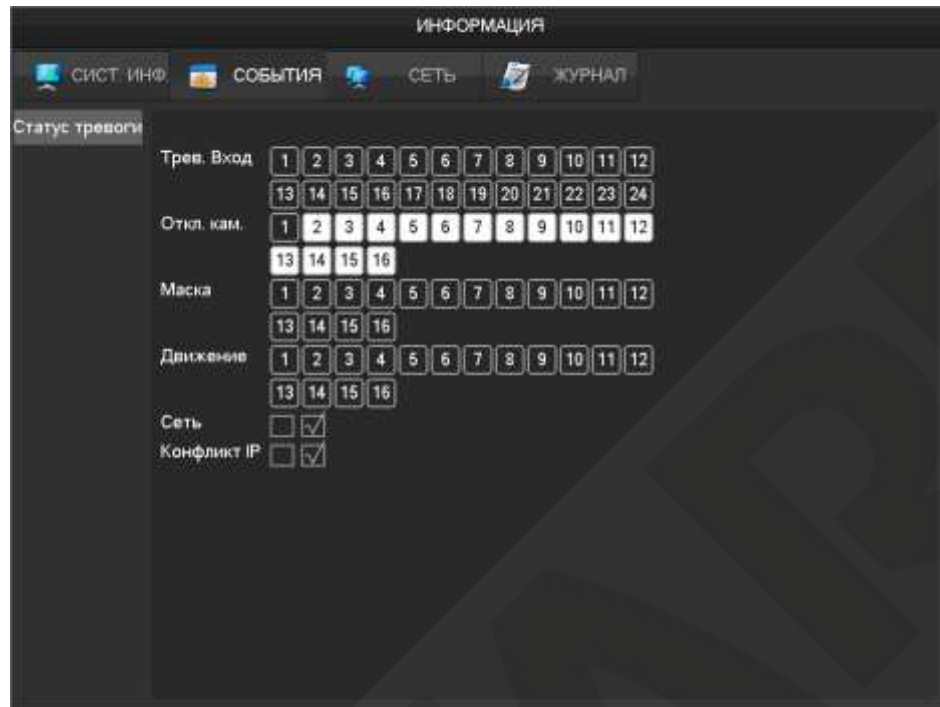 ИНФОРМАЦИЯ
СИСТ. ИНФ. СОБЫТИЯ СЕТЬ ЖУРНАЛ
Статус тревоги
Трев. Вход 1 2 3 4 5 6 7 8 9 10 11 12
13 14 15 16 17 18 19 20 21 22 23 24
Откл. кам. 1 2 3 4 5 6 7 8 9 10 11 12
13 14 15 16
Маска 1 2 3 4 5 6 7 8 9 10 11 12
13 14 15 16
Движение 1 2 3 4 5 6 7 8 9 10 11 12
13 14 15 16
Сеть
Конфликт IP